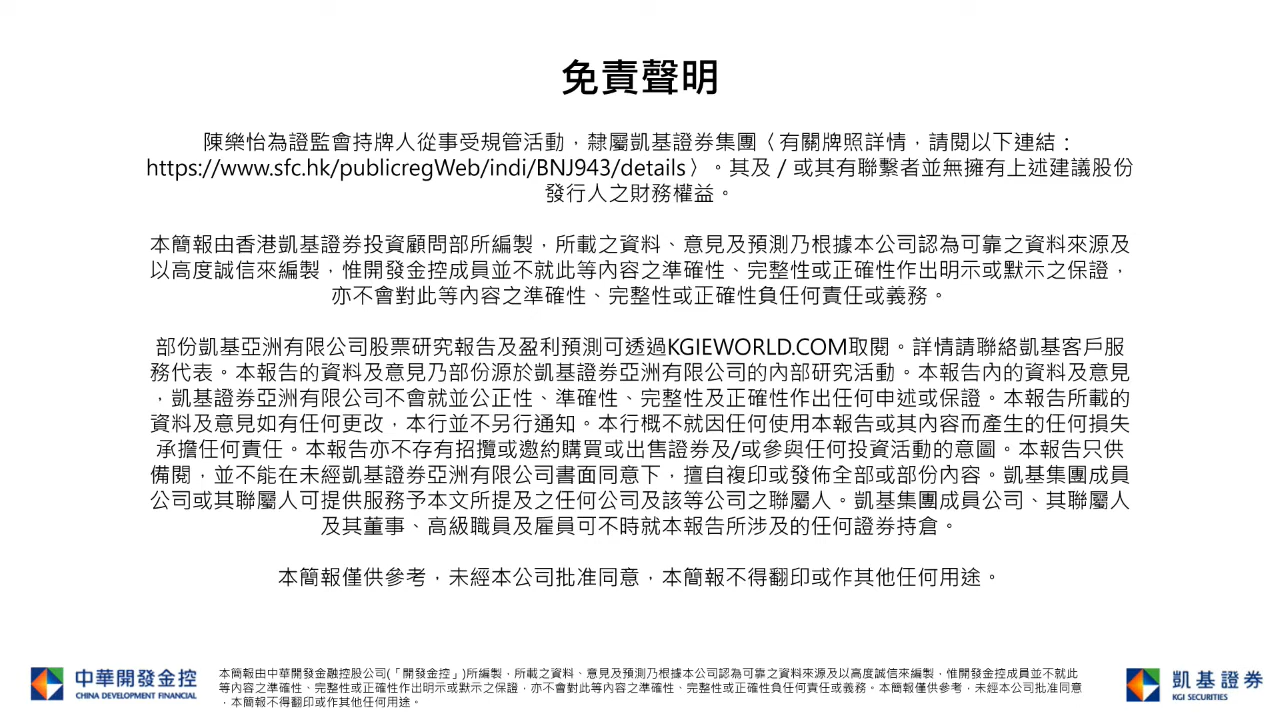 免責聲明
陳樂怡為證監會持牌人從事受規管活動，隸屬凱基證券集團〈有關牌照詳情，請閱以下連結：
https://www.sfc.hk/publicregWeb/indi/BNJ943/details〉。其及 / 或其有聯繫者並無擁有上述建議股份
發行人之財務權益。
本簡報由香港凱基證券投資顧問部所編製，所載之資料、意見及預測乃根據本公司認為可靠之資料來源及
以高度誠信來編製，惟開發金控成員並不就此等內容之準確性、完整性或正確性作出明示或默示之保證，
亦不會對此等內容之準確性、完整性或正確性負任何責任或義務。
部份凱基亞洲有限公司股票研究報告及盈利預測可透過KGIEWORLD.COM取閱。詳情請聯絡凱基客戶服
務代表。本報告的資料及意見乃部份源於凱基證券亞洲有限公司的內部研究活動。本報告內的資料及意見
，凱基證券亞洲有限公司不會就並公正性、準確性、完整性及正確性作出任何申述或保證。本報告所載的
資料及意見如有任何更改，本行並不另行通知。本行概不就因任何使用本報告或其內容而產生的任何損失
承擔任何責任。本報告亦不存有招攬或邀約購買或出售證券及/或參與任何投資活動的意圖。本報告只供
備閱，並不能在未經凱基證券亞洲有限公司書面同意下，擅自複印或發佈全部或部份內容。凱基集團成員
公司或其聯屬人可提供服務予本文所提及之任何公司及該等公司之聯屬人。凱基集團成員公司、其聯屬人
及其董事、高級職員及雇員可不時就本報告所涉及的任何證券持倉。
本簡報僅供參考，未經本公司批准同意，本簡報不得翻印或作其他任何用途。
中華開發金控
CHINA DEVELOPMENT FINANCIAL
本簡報由中華開發金融控股公司(「開發金控」)所編製，所載之資料、意見及預測乃根據本公司認為可靠之資料來源及以高度誠信來編製，惟開發金控成員並不就此
等內容之準確性、完整性或正確性作出明示或默示之保證，亦不會對此等內容之準確性、完整性或正確性負任何責任或義務。本簡報僅供參考，未經本公司批准同意
，本簡報不得翻印或作其他任何用途。
凱基證券
KGI SECURITIES